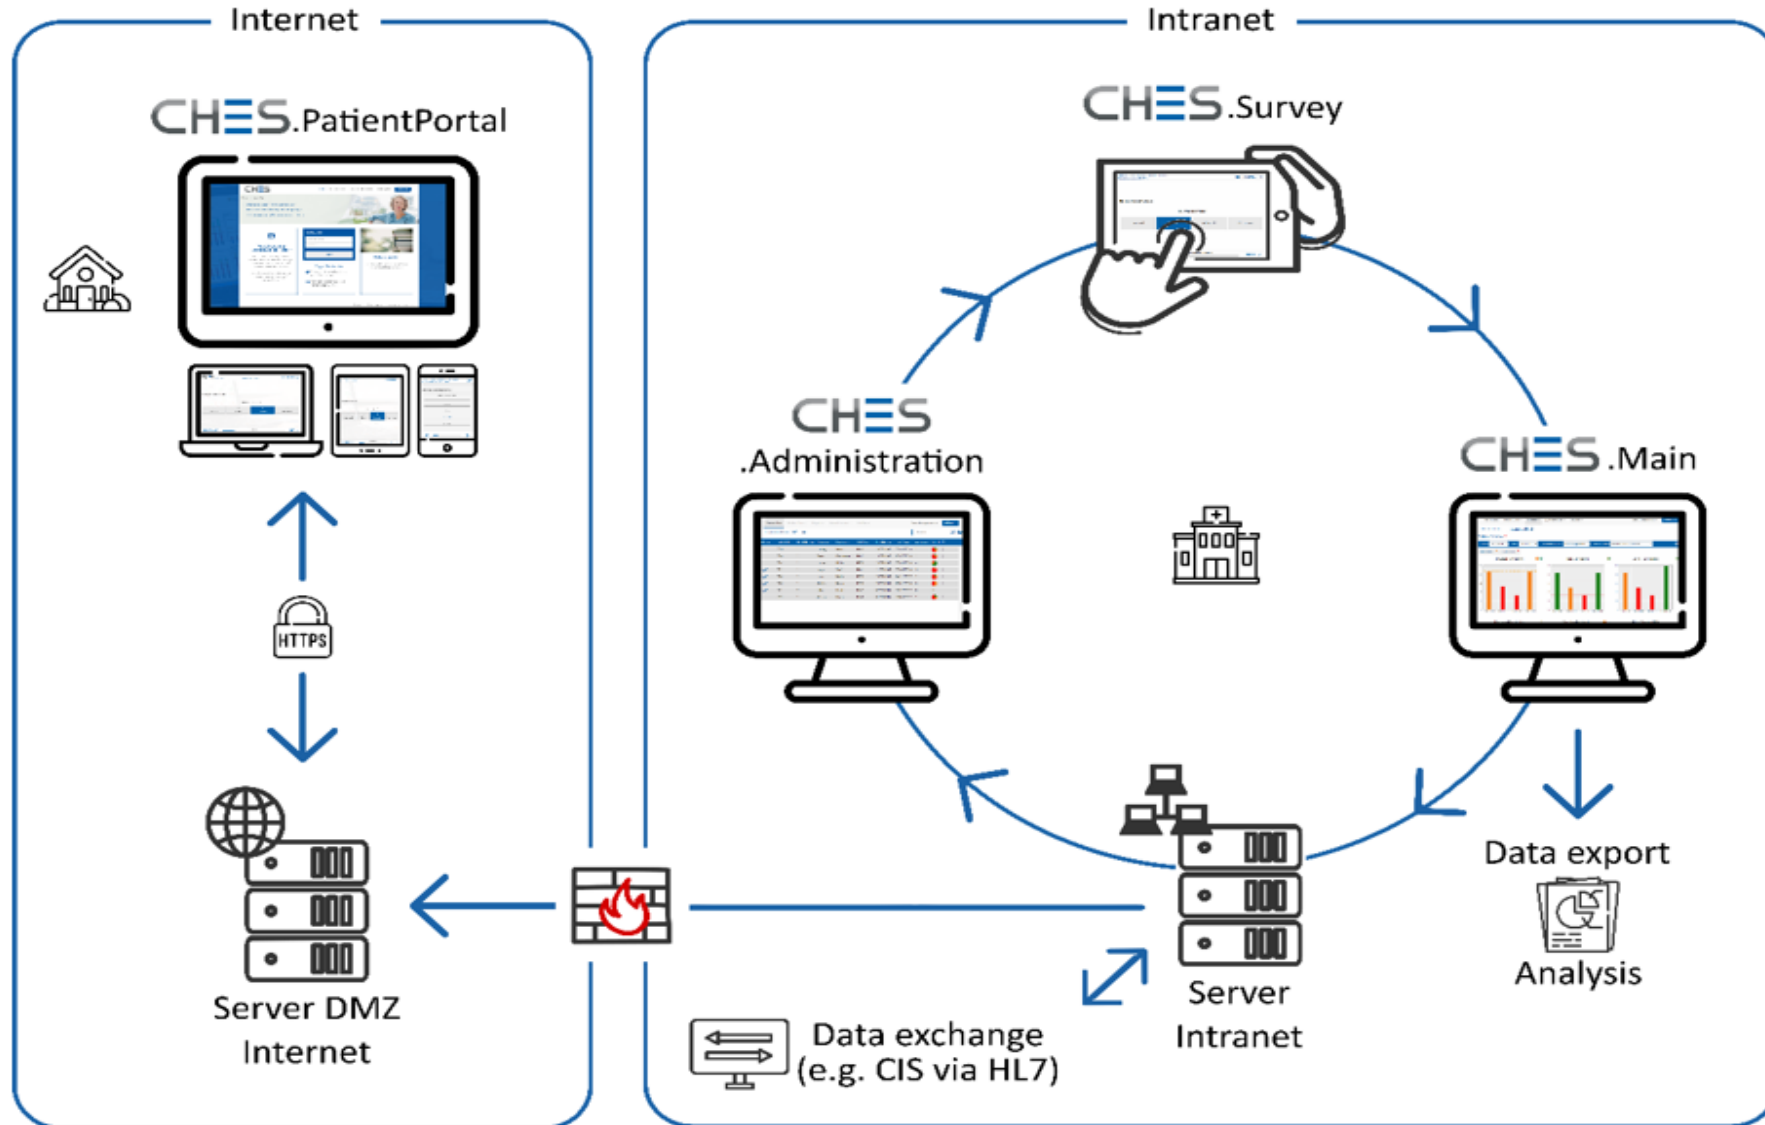 Internet
CHES.PatientPortal
CHES
HTTPS
Server DMZ
Internet
Intranet
CHES.Survey
CHES
.Administration
CHES.Main
Data export
Analysis
Server
Intranet
Data exchange
(e.g. CIS via HL7)